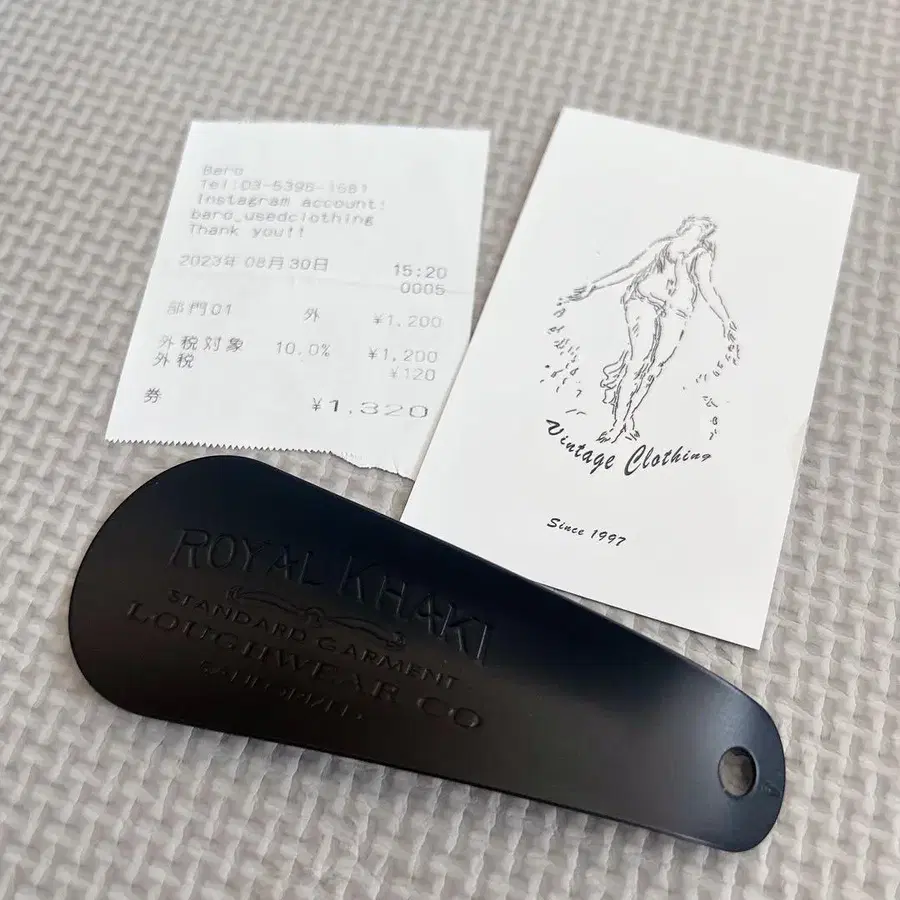 Baro
Tel:03-5396-1581
Instagram account:
baro_usedclothing
Thank you!!
2023年08月30日 15:20
0005
部門01 外 ¥1,200
外税対象 10.0% ¥1,200
外税 ¥120
券 ¥1,320
Vintage Clothing
Since 1997
ROYAL KHAKI
STANDARD GARMENT
LOUGHWEAR CO